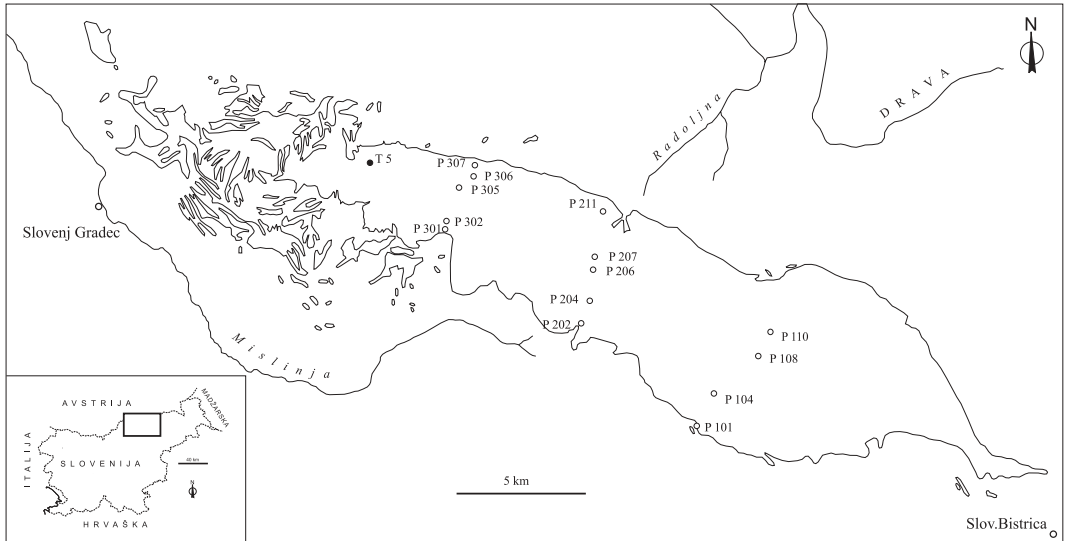 N
DRAVA
Radoljna
T 5
P 307
P 306
P 305
P 211
Slovenj Gradec
P 302
P 301
P 207
P 206
P 204
P 202
P 110
Mislinja
P 108
P 104
P 101
AVSTRIJA
MADŽARSKA
ITALIJA
SLOVENIJA
40 km
N
HRVAŠKA
5 km
Slov.Bistrica